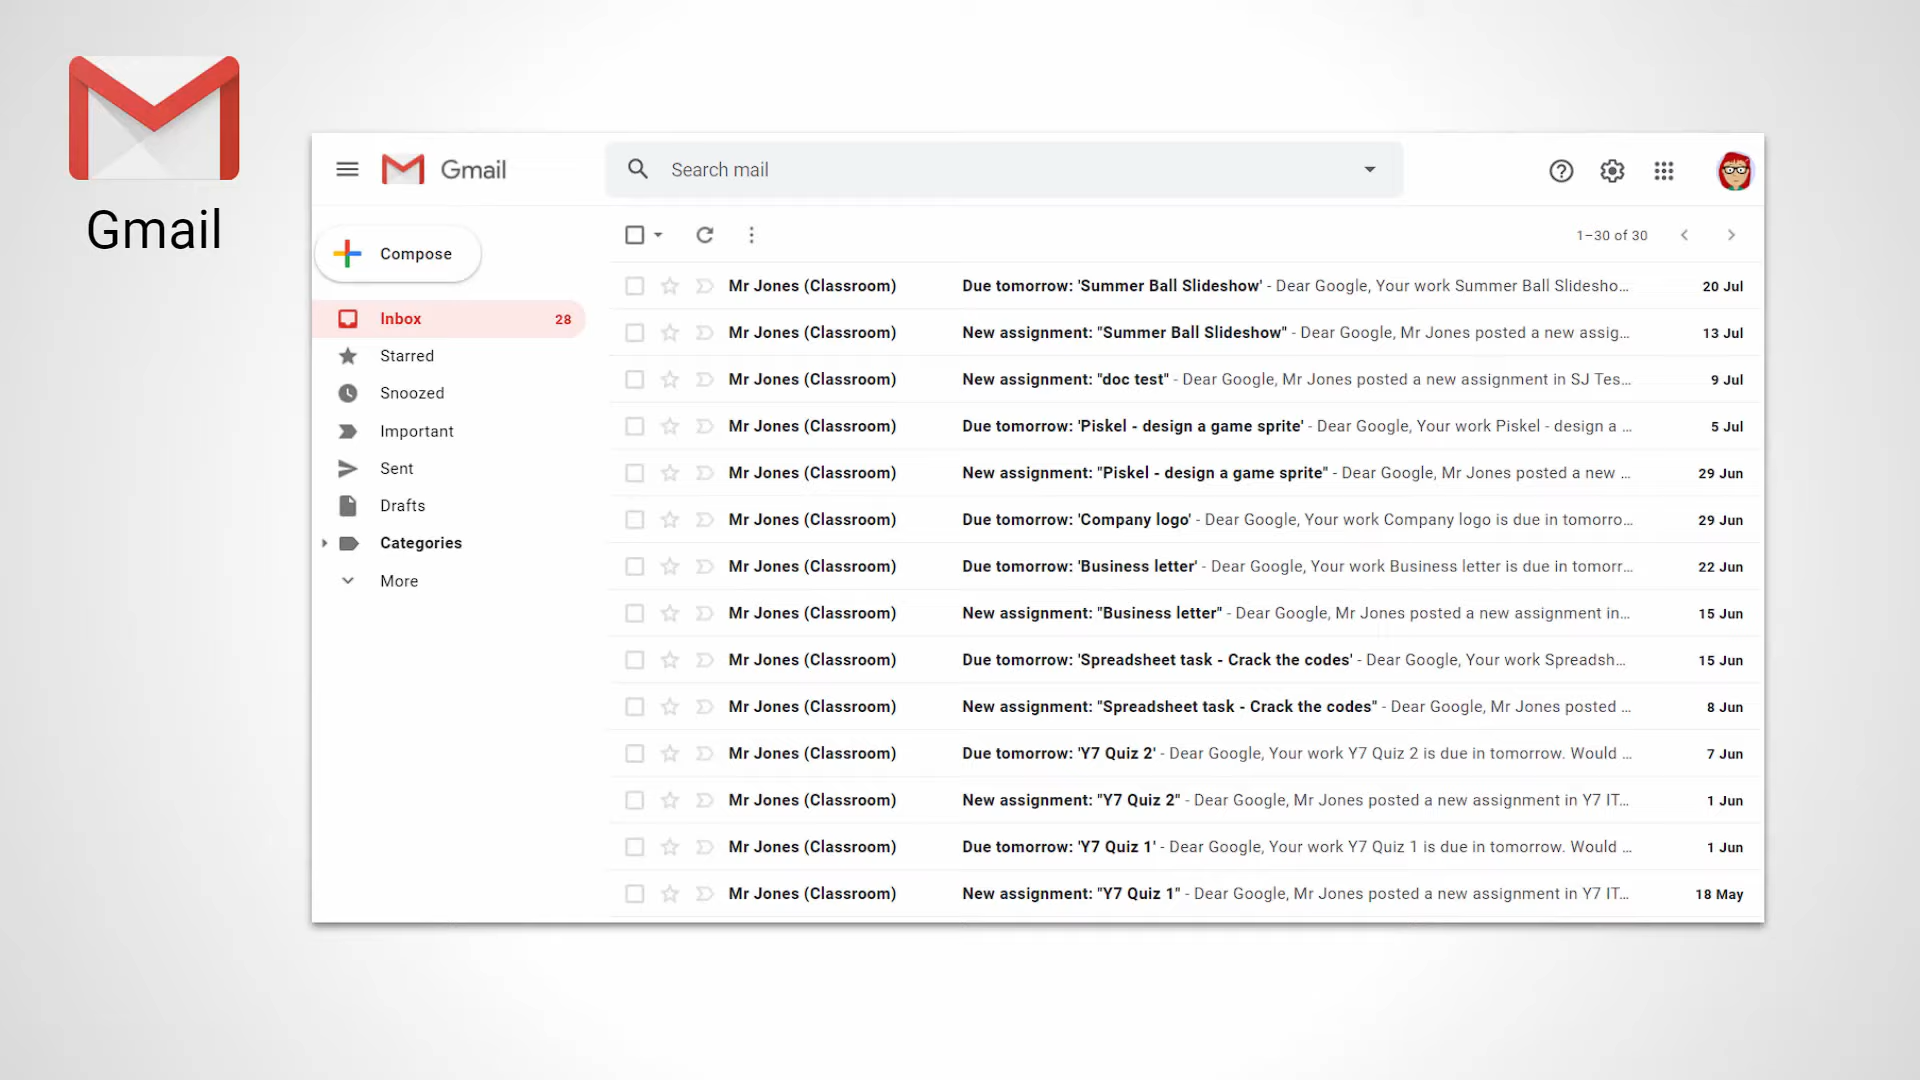 Gmail
Gmail
Search mail
Compose
1–30 of 30
Inbox 28
Starred
Snoozed
Important
Sent
Drafts
Categories
More
Mr Jones (Classroom) Due tomorrow: 'Summer Ball Slideshow' - Dear Google, Your work Summer Ball Slidesho... 20 Jul
Mr Jones (Classroom) New assignment: "Summer Ball Slideshow" - Dear Google, Mr Jones posted a new assig... 13 Jul
Mr Jones (Classroom) New assignment: "doc test" - Dear Google, Mr Jones posted a new assignment in SJ Tes... 9 Jul
Mr Jones (Classroom) Due tomorrow: 'Piskel - design a game sprite' - Dear Google, Your work Piskel - design a ... 5 Jul
Mr Jones (Classroom) New assignment: "Piskel - design a game sprite" - Dear Google, Mr Jones posted a new ... 29 Jun
Mr Jones (Classroom) Due tomorrow: 'Company logo' - Dear Google, Your work Company logo is due in tomorro... 29 Jun
Mr Jones (Classroom) Due tomorrow: 'Business letter' - Dear Google, Your work Business letter is due in tomorr... 22 Jun
Mr Jones (Classroom) New assignment: "Business letter" - Dear Google, Mr Jones posted a new assignment in... 15 Jun
Mr Jones (Classroom) Due tomorrow: 'Spreadsheet task - Crack the codes' - Dear Google, Your work Spreadsh... 15 Jun
Mr Jones (Classroom) New assignment: "Spreadsheet task - Crack the codes" - Dear Google, Mr Jones posted ... 8 Jun
Mr Jones (Classroom) Due tomorrow: 'Y7 Quiz 2' - Dear Google, Your work Y7 Quiz 2 is due in tomorrow. Would ... 7 Jun
Mr Jones (Classroom) New assignment: "Y7 Quiz 2" - Dear Google, Mr Jones posted a new assignment in Y7 IT... 1 Jun
Mr Jones (Classroom) Due tomorrow: 'Y7 Quiz 1' - Dear Google, Your work Y7 Quiz 1 is due in tomorrow. Would ... 1 Jun
Mr Jones (Classroom) New assignment: "Y7 Quiz 1" - Dear Google, Mr Jones posted a new assignment in Y7 IT... 18 May